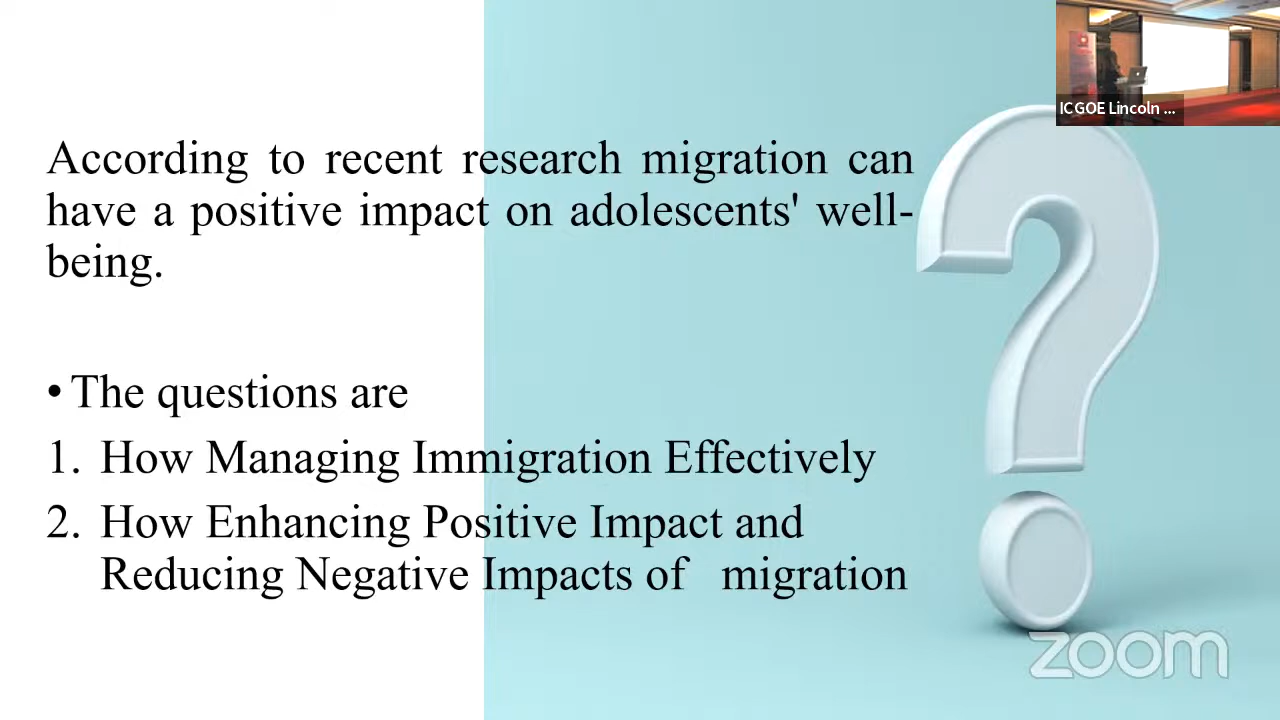 ICGOE Lincoln ...
According to recent research migration can
have a positive impact on adolescents' well-
being.
• The questions are
1. How Managing Immigration Effectively
2. How Enhancing Positive Impact and
Reducing Negative Impacts of migration
zoom